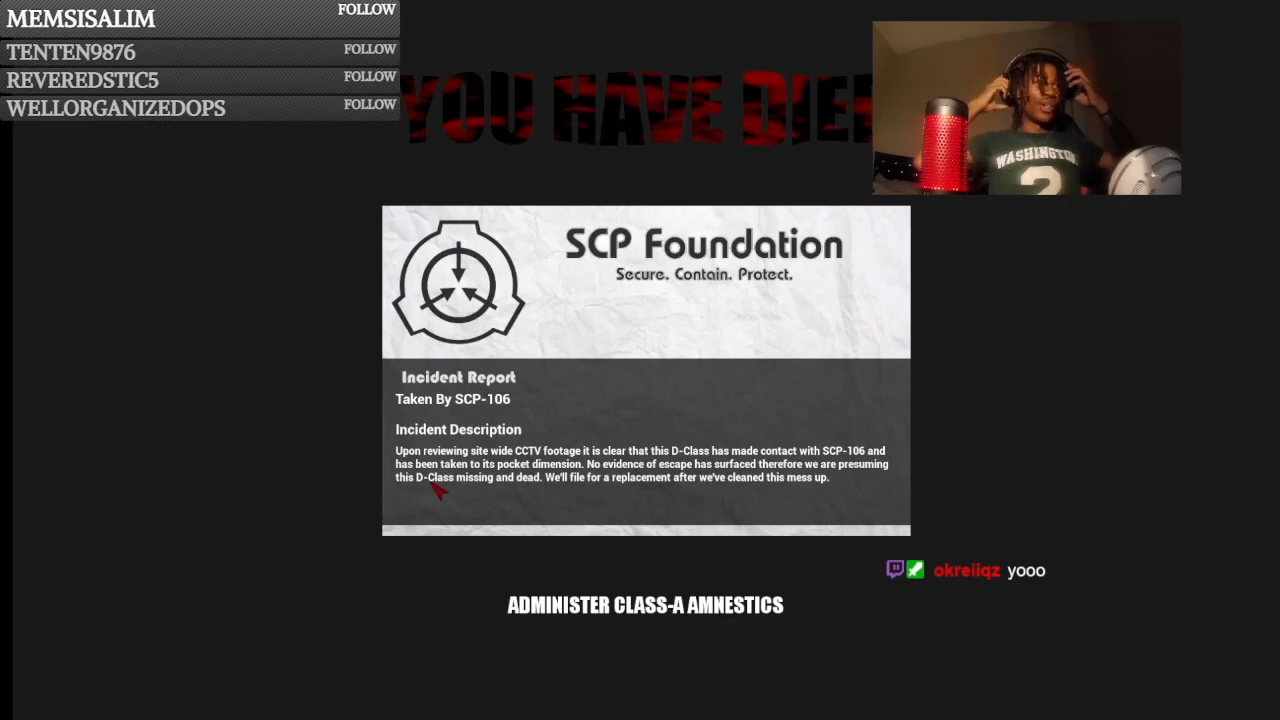 MEMSISALIM FOLLOW
TENTEN9876 FOLLOW
REVEREDSTIC5 FOLLOW
WELLORGANIZEDOPS FOLLOW
YOU HAVE DIE
WASHINGTON
2
SCP Foundation
Secure. Contain. Protect.
Incident Report
Taken By SCP-106
Incident Description
Upon reviewing site wide CCTV footage it is clear that this D-Class has made contact with SCP-106 and
has been taken to its pocket dimension. No evidence of escape has surfaced therefore we are presuming
this D-Class missing and dead. We'll file for a replacement after we've cleaned this mess up.
okreiiqz yooo
ADMINISTER CLASS-A AMNESTICS